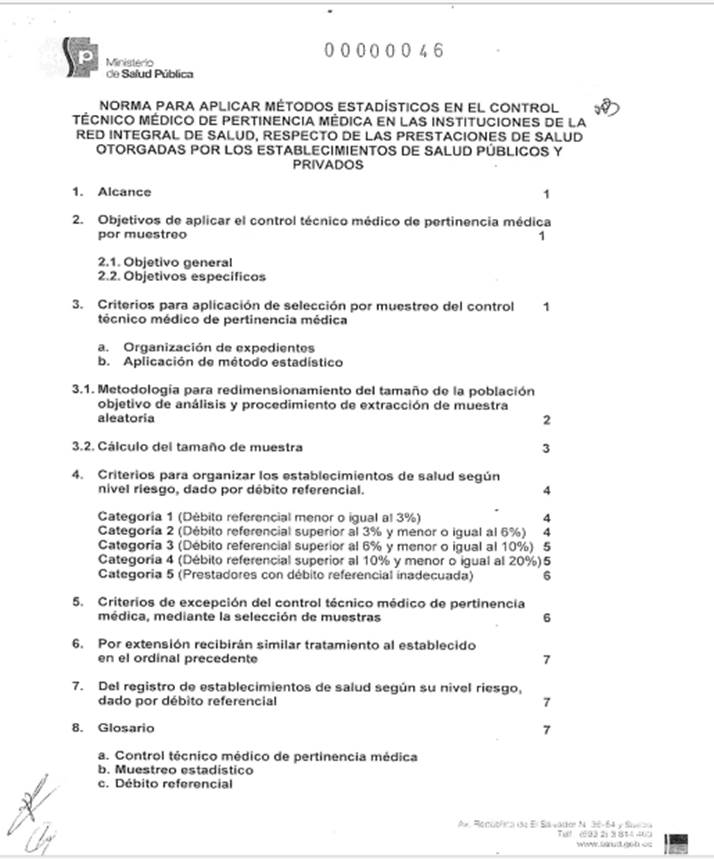 Ministerio
de Salud Pública
00000046
NORMA PARA APLICAR MÉTODOS ESTADÍSTICOS EN EL CONTROL
TÉCNICO MÉDICO DE PERTINENCIA MÉDICA EN LAS INSTITUCIONES DE LA
RED INTEGRAL DE SALUD, RESPECTO DE LAS PRESTACIONES DE SALUD
OTORGADAS POR LOS ESTABLECIMIENTOS DE SALUD PÚBLICOS Y
PRIVADOS
1. Alcance 1
2. Objetivos de aplicar el control técnico médico de pertinencia médica
por muestreo 1
2.1. Objetivo general
2.2. Objetivos específicos
3. Criterios para aplicación de selección por muestreo del control 1
técnico médico de pertinencia médica
a. Organización de expedientes
b. Aplicación de método estadístico
3.1. Metodología para redimensionamiento del tamaño de la población
objetivo de análisis y procedimiento de extracción de muestra
aleatoria 2
3.2. Cálculo del tamaño de muestra 3
4. Criterios para organizar los establecimientos de salud según
nivel riesgo, dado por débito referencial. 4
Categoría 1 (Débito referencial menor o igual al 3%) 4
Categoría 2 (Débito referencial superior al 3% y menor o igual al 6%) 4
Categoría 3 (Débito referencial superior al 6% y menor o igual al 10%) 5
Categoría 4 (Débito referencial superior al 10% y menor o igual al 20%)5
Categoría 5 (Prestadores con débito referencial inadecuada) 6
5. Criterios de excepción del control técnico médico de pertinencia
médica, mediante la selección de muestras 6
6. Por extensión recibirán similar tratamiento al establecido
en el ordinal precedente 7
7. Del registro de establecimientos de salud según su nivel riesgo,
dado por débito referencial 7
8. Glosario 7
a. Control técnico médico de pertinencia médica
b. Muestreo estadístico
c. Débito referencial
Av. República de El Salvador N. 36-64 y Suecia
Telf.: (593 2) 3 814 400
www.salud.gob.ec